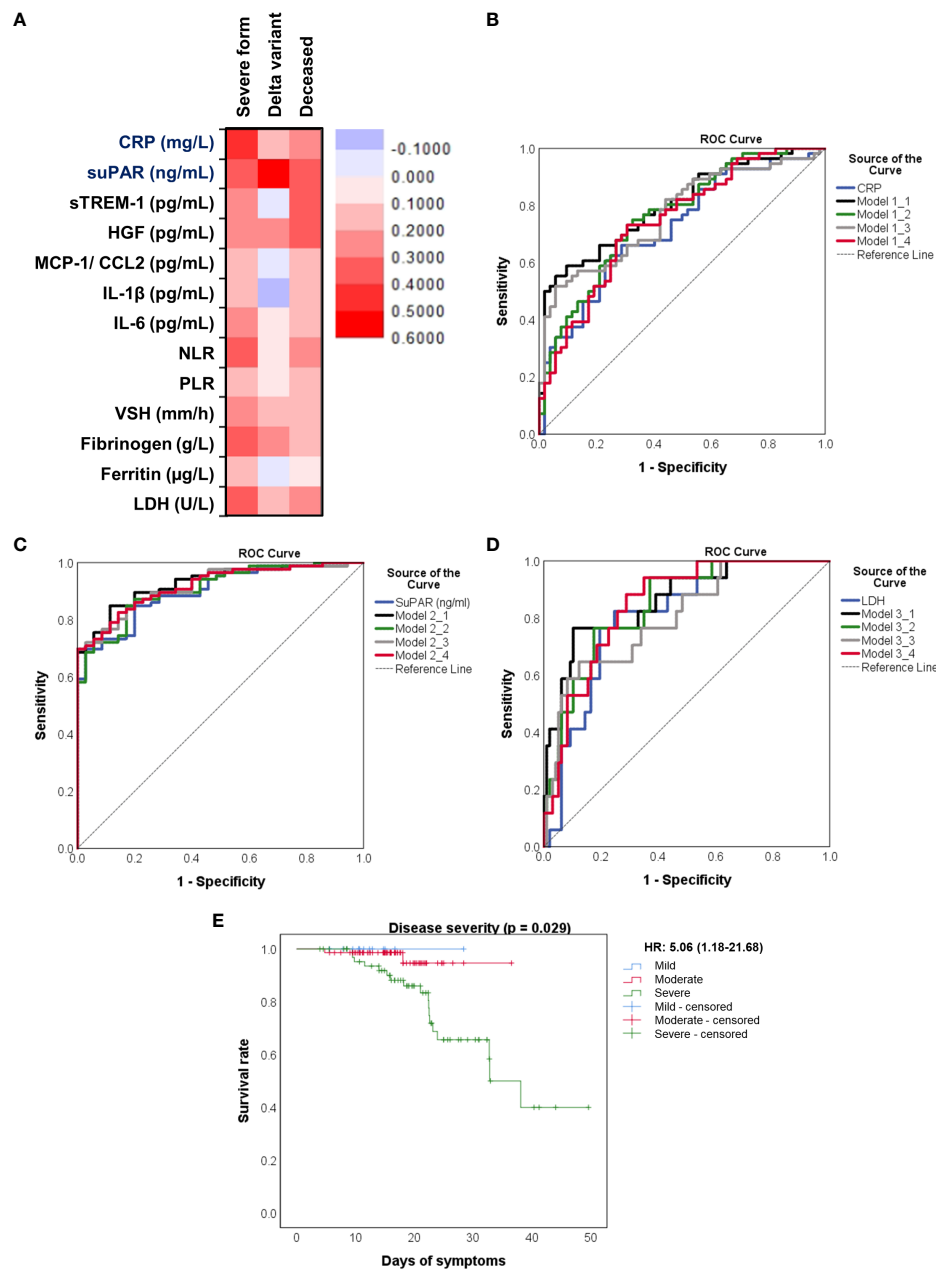 A
Severe form
Delta variant
Deceased
CRP (mg/L)
suPAR (ng/mL)
sTREM-1 (pg/mL)
HGF (pg/mL)
MCP-1/ CCL2 (pg/mL)
IL-1β (pg/mL)
IL-6 (pg/mL)
NLR
PLR
VSH (mm/h)
Fibrinogen (g/L)
Ferritin (µg/L)
LDH (U/L)
-0.1000
0.000
0.1000
0.2000
0.3000
0.4000
0.5000
0.6000
B
ROC Curve
Sensitivity
1.0
0.8
0.6
0.4
0.2
0.0
0.0 0.2 0.4 0.6 0.8 1.0
1 - Specificity
Source of the
Curve
CRP
Model 1_1
Model 1_2
Model 1_3
Model 1_4
Reference Line
C
ROC Curve
Sensitivity
1.0
0.8
0.6
0.4
0.2
0.0
0.0 0.2 0.4 0.6 0.8 1.0
1 - Specificity
Source of the
Curve
SuPAR (ng/ml)
Model 2_1
Model 2_2
Model 2_3
Model 2_4
Reference Line
D
ROC Curve
Sensitivity
1.0
0.8
0.6
0.4
0.2
0.0
0.0 0.2 0.4 0.6 0.8 1.0
1 - Specificity
Source of the
Curve
LDH
Model 3_1
Model 3_2
Model 3_3
Model 3_4
Reference Line
E
Disease severity (p = 0.029)
Survival rate
1.0
0.8
0.6
0.4
0.2
0.0
0 10 20 30 40 50
Days of symptoms
HR: 5.06 (1.18-21.68)
Mild
Moderate
Severe
Mild - censored
Moderate - censored
Severe - censored